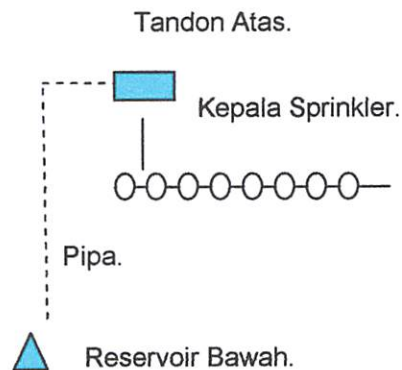 Tandon Atas.
Kepala Sprinkler.
Pipa.
Reservoir Bawah.